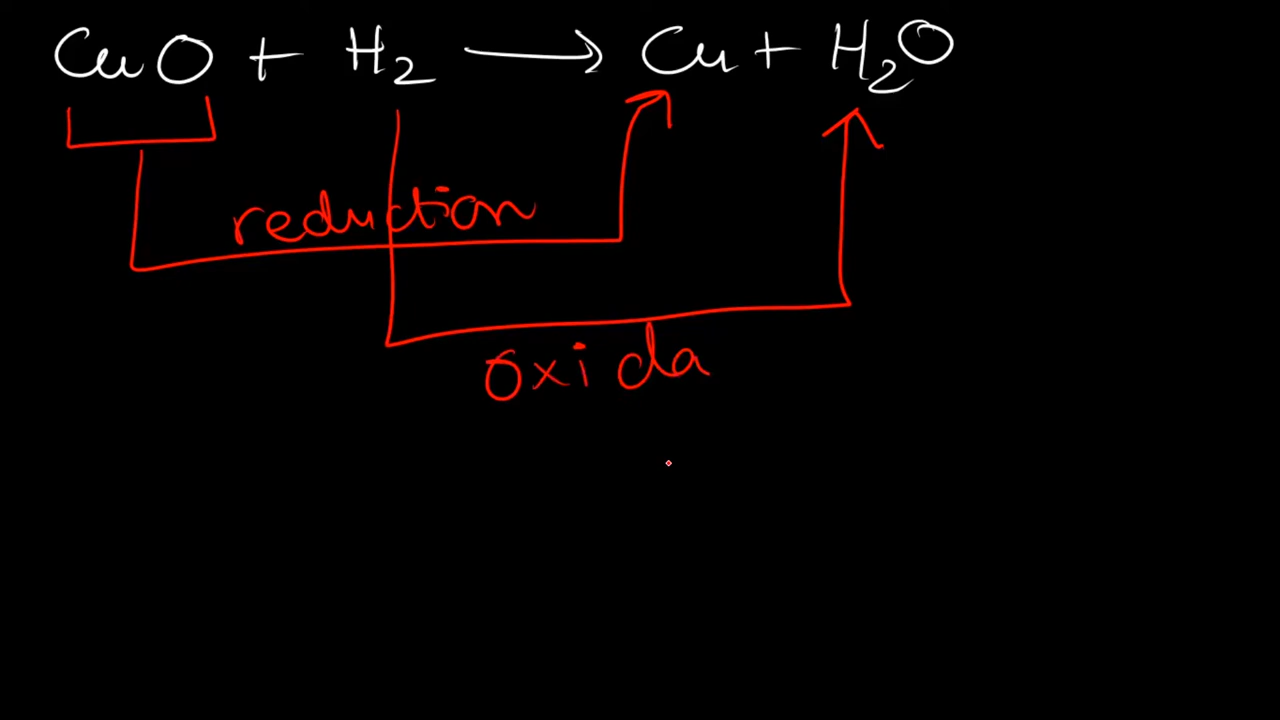 CuO + H₂ → Cu + H₂O
reduction
oxida